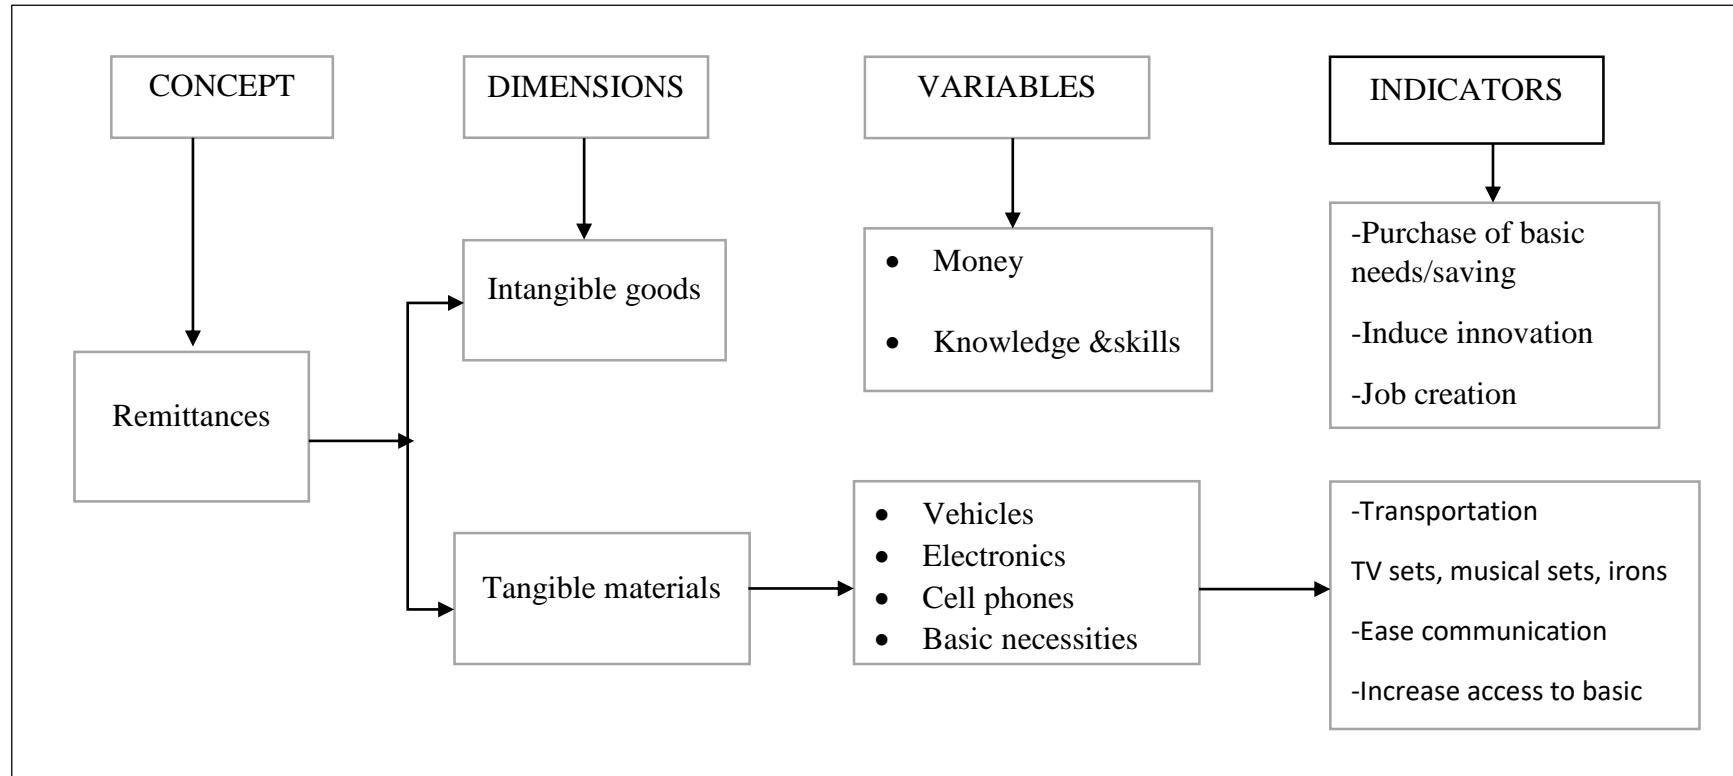 CONCEPT
DIMENSIONS
VARIABLES
INDICATORS
Remittances
Intangible goods
• Money
• Knowledge &skills
-Purchase of basic
needs/saving
-Induce innovation
-Job creation
Tangible materials
• Vehicles
• Electronics
• Cell phones
• Basic necessities
-Transportation
TV sets, musical sets, irons
-Ease communication
-Increase access to basic